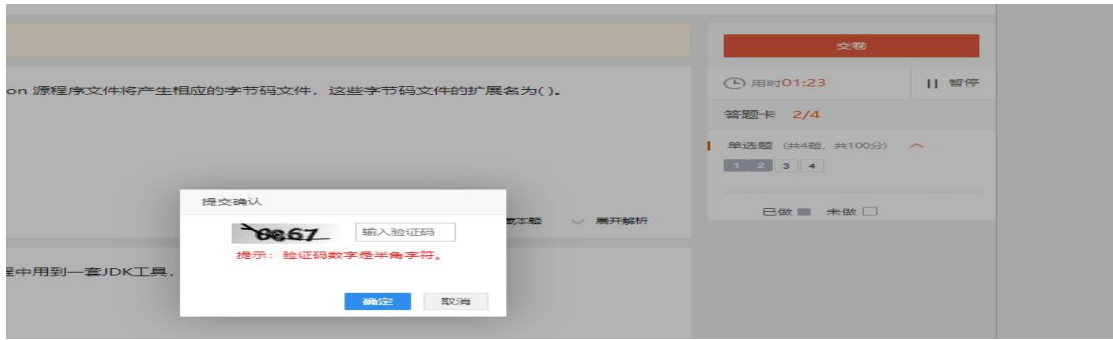 交卷
用时01:23
暂停
on 源程序文件将产生相应的字节码文件，这些字节码文件的扩展名为( )。
答题卡 2/4
单选题 (共4题，共100分)
1 2 3 4
提交确认
本题 展开解析
已做 未做
输入验证码
提示：验证码数字是半角字符。
程中用到一套JDK工具，
确定 取消